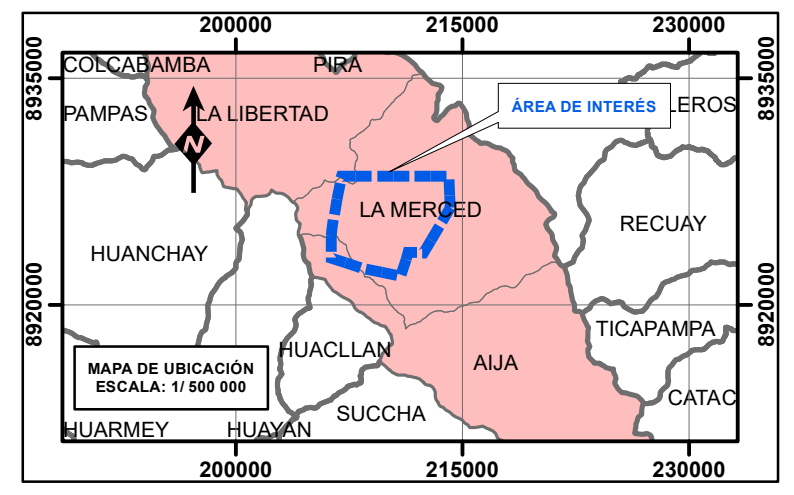 200000 215000 230000
8935000 8935000
COLCABAMBA PIRA
ÁREA DE INTERÉS
LEROS
PAMPAS LA LIBERTAD
N
LA MERCED
RECUAY
HUANCHAY
8920000 8920000
TICAPAMPA
HUACLLAN
AIJA
MAPA DE UBICACIÓN
ESCALA: 1/ 500 000
CATAC
SUCCHA
HUARMEY HUAYAN
200000 215000 230000